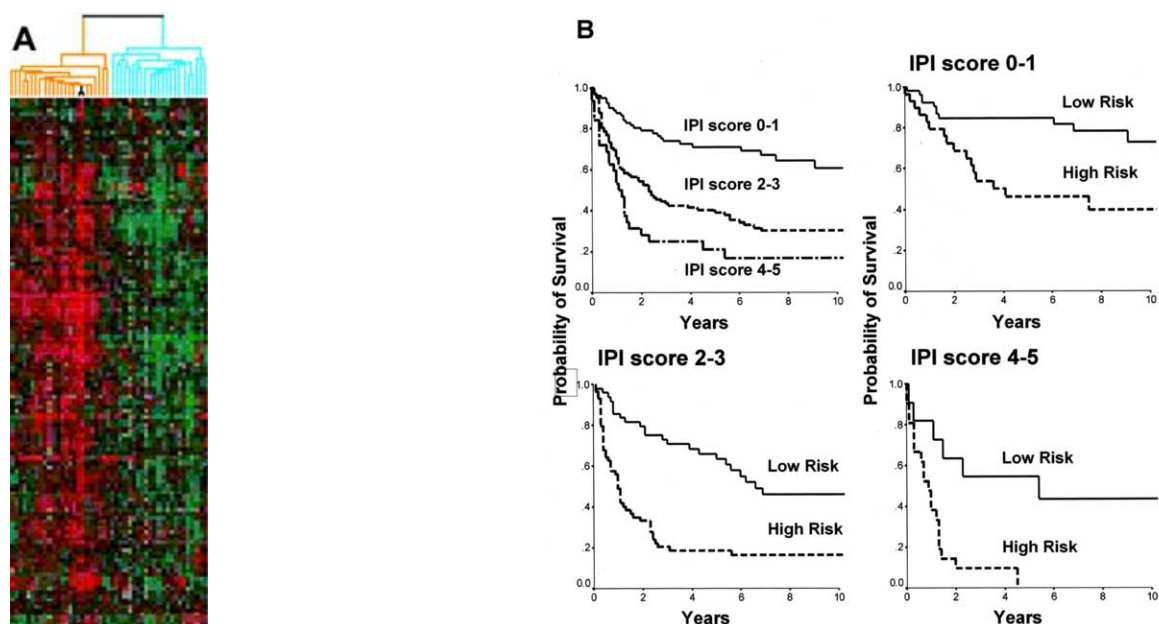 A
B
IPI score 0-1
1.0
.8
.6
.4
.2
0.0
0 2 4 6 8 10
IPI score 0-1
IPI score 2-3
IPI score 4-5
Probability of Survival
Years
1.0
.8
.6
.4
.2
0.0
0 2 4 6 8 10
Low Risk
High Risk
Years
IPI score 2-3
1.0
.8
.6
.4
.2
0.0
0 2 4 6 8 10
Low Risk
High Risk
Years
IPI score 4-5
Probability of Survival
1.0
.8
.6
.4
.2
0.0
0 2 4 6 8 10
Low Risk
High Risk
Years